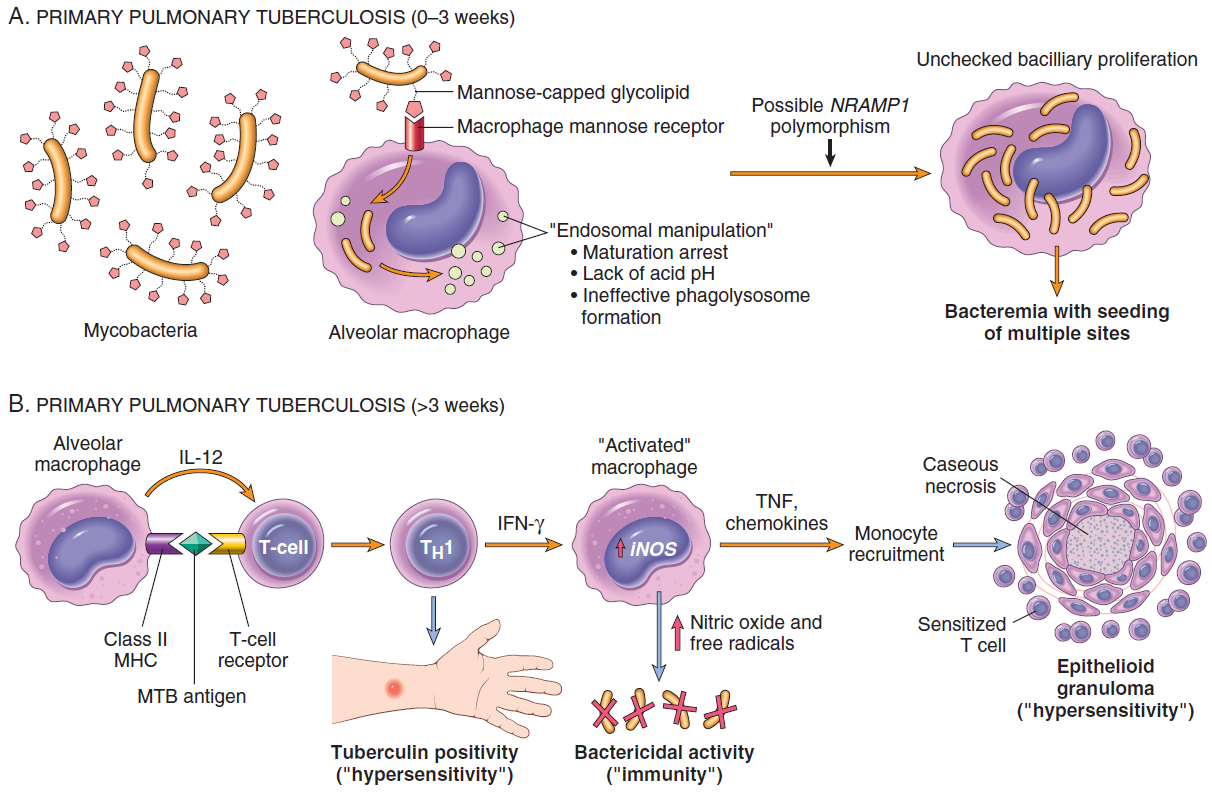 A. PRIMARY PULMONARY TUBERCULOSIS (0–3 weeks)
Mannose-capped glycolipid
Macrophage mannose receptor
"Endosomal manipulation"
• Maturation arrest
• Lack of acid pH
• Ineffective phagolysosome
formation
Mycobacteria
Alveolar macrophage
Possible NRAMP1
polymorphism
Unchecked bacilliary proliferation
Bacteremia with seeding
of multiple sites
B. PRIMARY PULMONARY TUBERCULOSIS (>3 weeks)
Alveolar
macrophage
IL-12
T-cell
Class II
MHC
MTB antigen
T-cell
receptor
TH1
IFN-γ
"Activated"
macrophage
iNOS
TNF,
chemokines
Monocyte
recruitment
Caseous
necrosis
Sensitized
T cell
Epithelioid
granuloma
("hypersensitivity")
Nitric oxide and
free radicals
Tuberculin positivity
("hypersensitivity")
Bactericidal activity
("immunity")